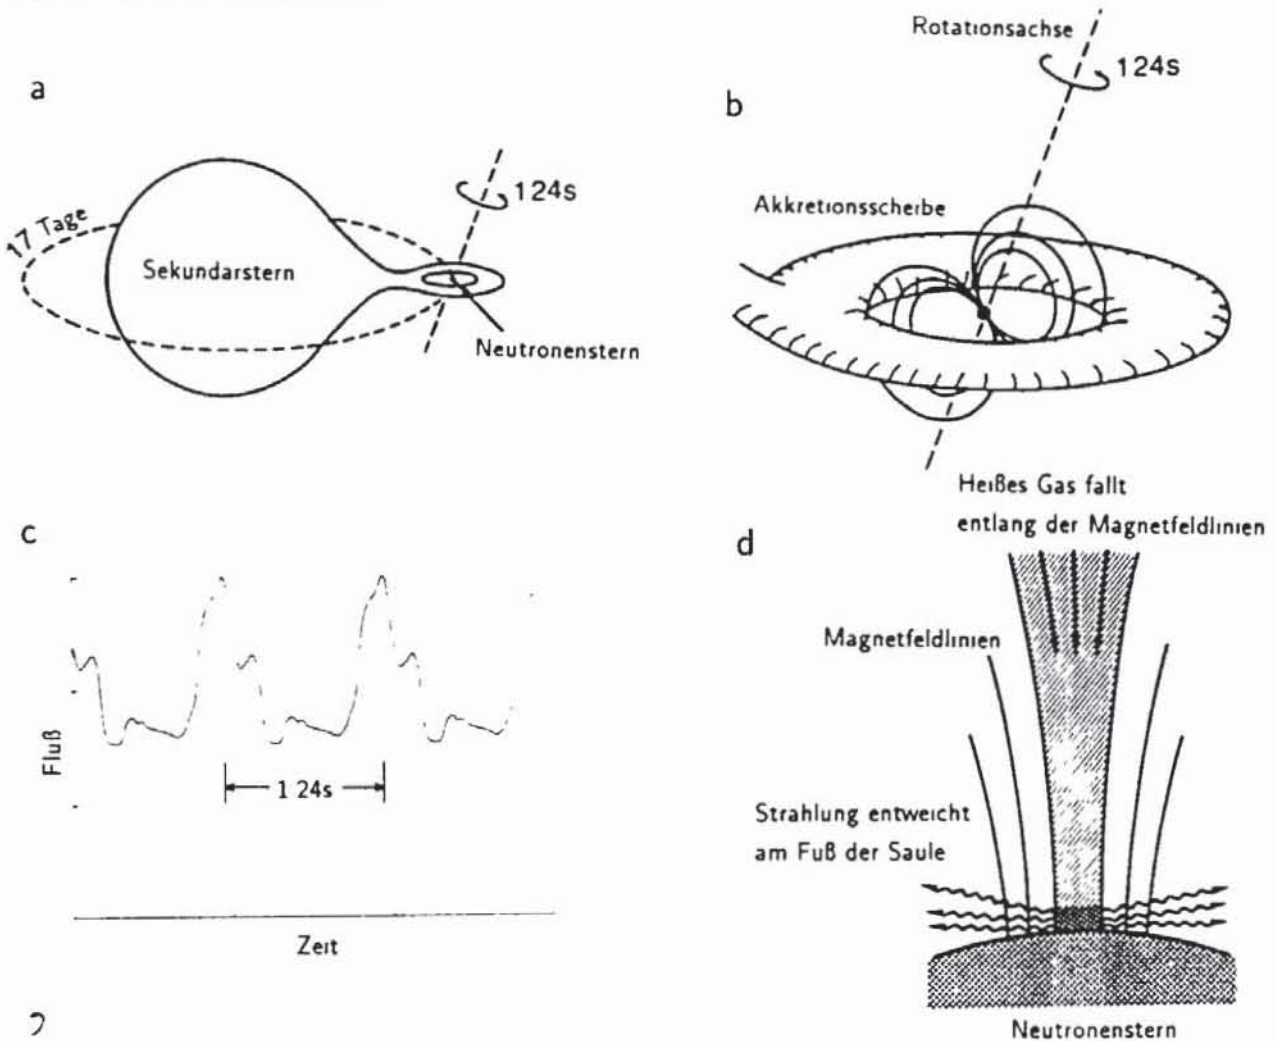 a
17 Tage
Sekundarstern
124s
Neutronenstern
b
Rotationsachse
124s
Akkretionsscheibe
c
Fluß
1 24s
Zeit
d
Heißes Gas fallt
entlang der Magnetfeldlinien
Magnetfeldlinien
Strahlung entweicht
am Fuß der Saule
Neutronenstern